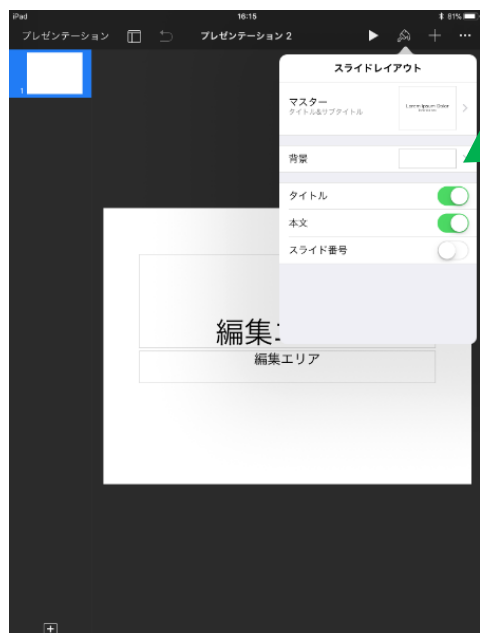 iPad
16:15
81%
プレゼンテーション
プレゼンテーション 2
スライドレイアウト
マスター
タイトル&サブタイトル
Lorem Ipsum Dolor
背景
タイトル
本文
スライド番号
1
編集
編集エリア